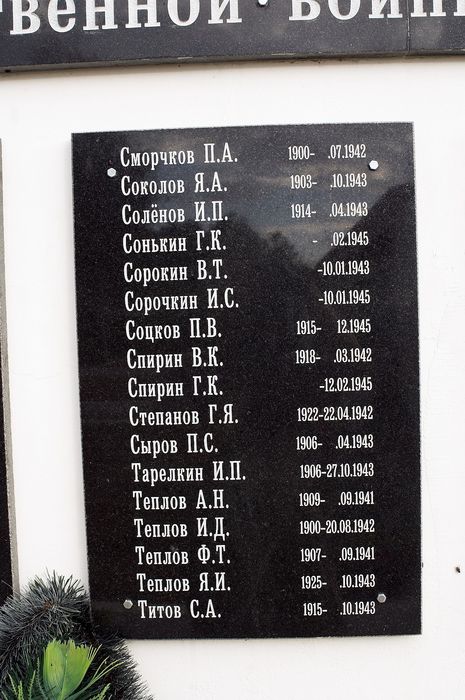 твенной войны
Сморчков П.А. 1900- .07.1942
Соколов Я.А. 1903- .10.1943
Солёнов И.П. 1914- .04.1943
Сонькин Г.К. - .02.1945
Сорокин В.Т. -10.01.1943
Сорочкин И.С. -10.01.1945
Соцков П.В. 1915- 12.1945
Спирин В.К. 1918- .03.1942
Спирин Г.К. -12.02.1945
Степанов Г.Я. 1922-22.04.1942
Сыров П.С. 1906- .04.1943
Тарелкин И.П. 1906-27.10.1943
Теплов А.Н. 1909- .09.1941
Теплов И.Д. 1900-20.08.1942
Теплов Ф.Т. 1907- .09.1941
Теплов Я.И. 1925- .10.1943
Титов С.А. 1915- .10.1943